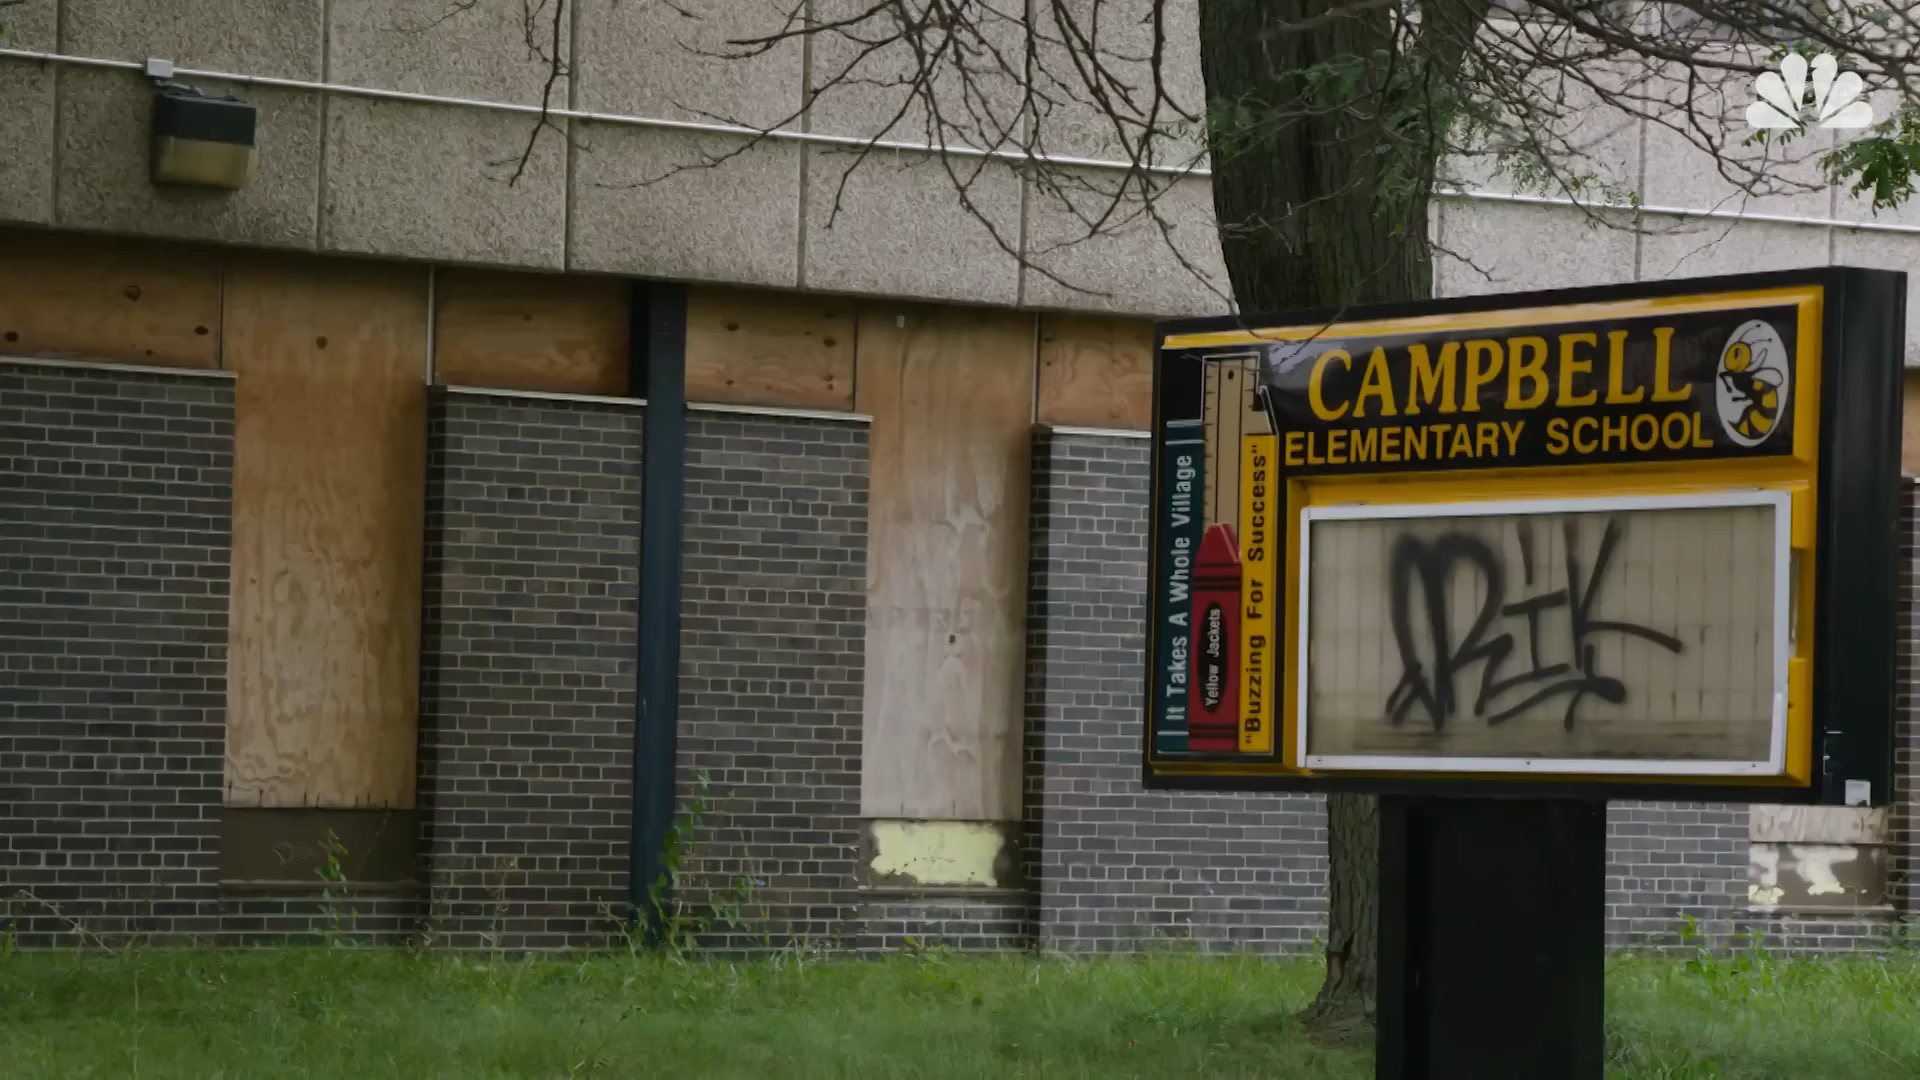 CAMPBELL
ELEMENTARY SCHOOL
It Takes A Whole Village
Yellow Jackets
"Buzzing For Success"